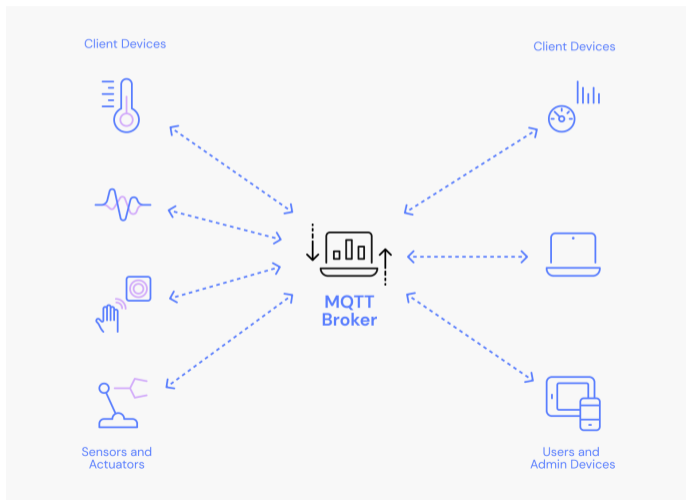 Client Devices
Client Devices
MQTT
Broker
Sensors and
Actuators
Users and
Admin Devices